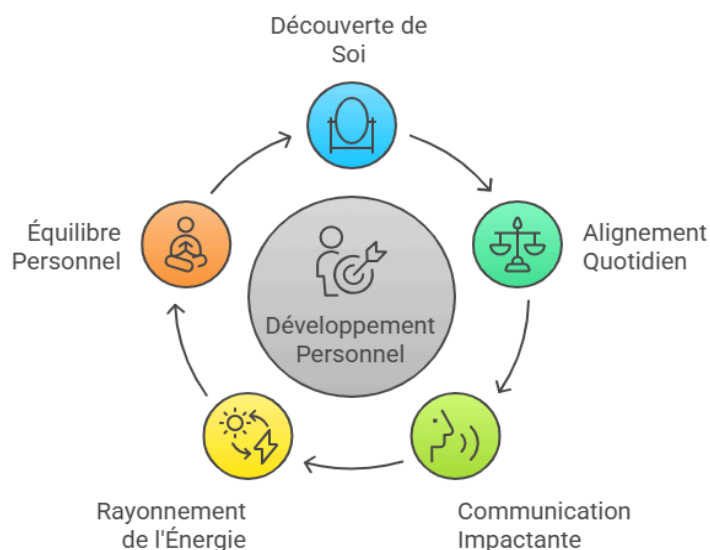 Découverte de
Soi
Alignement
Quotidien
Communication
Impactante
Rayonnement
de l'Énergie
Équilibre
Personnel
Développement
Personnel